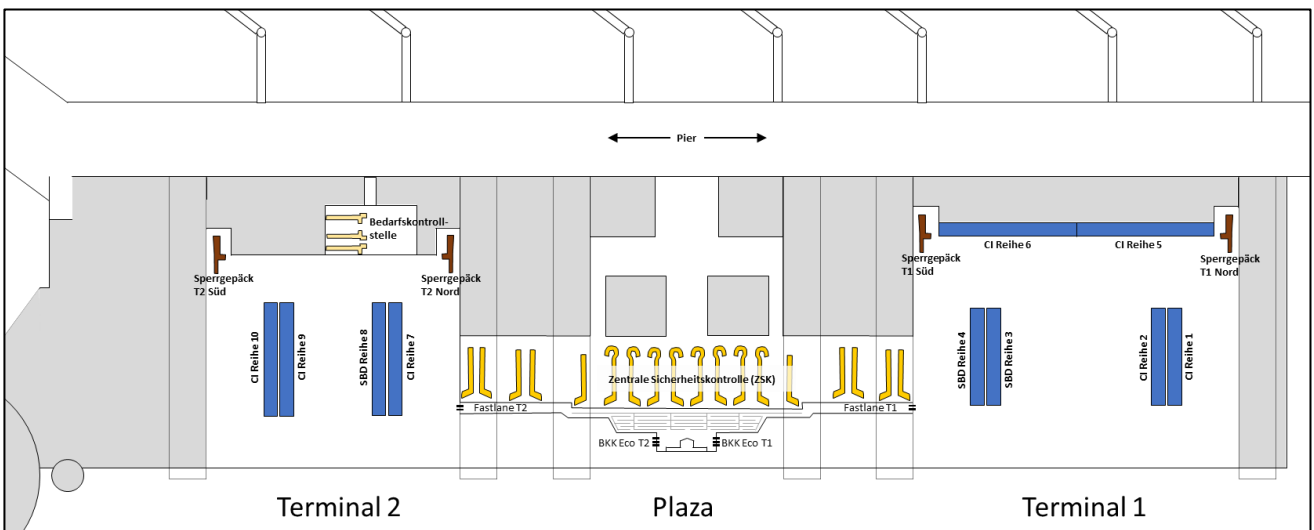 Pier
Bedarfskontroll-
stelle
Sperrgepäck
T2 Süd
Sperrgepäck
T2 Nord
CI Reihe 6
CI Reihe 5
Sperrgepäck
T1 Süd
Sperrgepäck
T1 Nord
CI Reihe 10
CI Reihe 9
SBD Reihe 8
CI Reihe 7
Zentrale Sicherheitskontrolle (ZSK)
SBD Reihe 4
SBD Reihe 3
CI Reihe 2
CI Reihe 1
Fastlane T2
Fastlane T1
BKK Eco T2
BKK Eco T1
Terminal 2
Plaza
Terminal 1